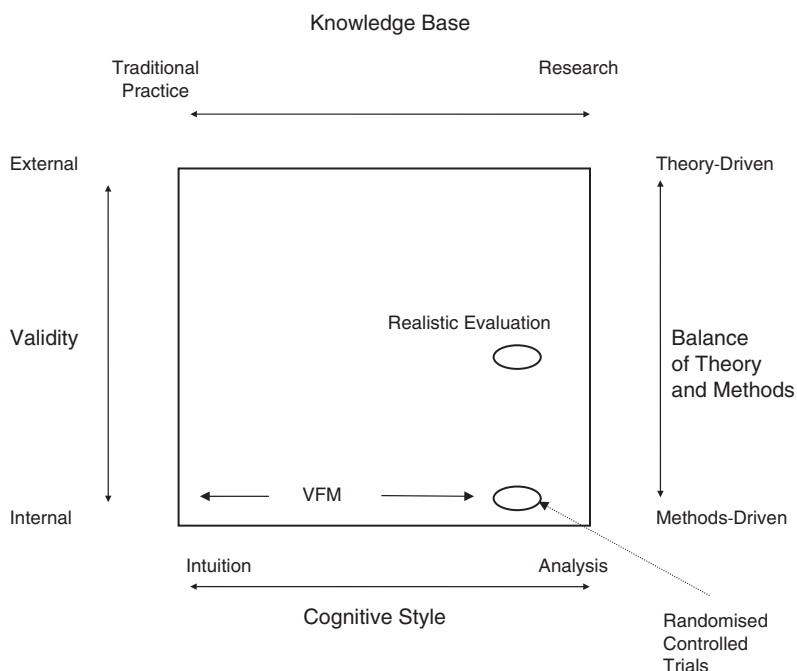 Knowledge Base
Traditional
Practice
Research
External
Theory-Driven
Realistic Evaluation
Validity
Balance
of Theory
and Methods
VFM
Internal
Methods-Driven
Intuition
Analysis
Cognitive Style
Randomised
Controlled
Trials